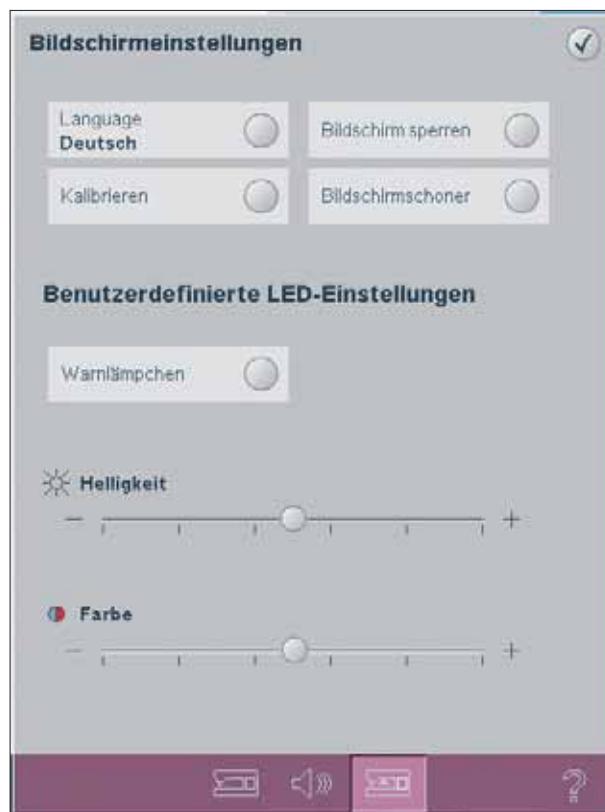 Bildschirmeinstellungen
Language
Deutsch
Bildschirm sperren
Kalibrieren
Bildschirmschoner
Benutzerdefinierte LED-Einstellungen
Warnlämpchen
Helligkeit
- +
Farbe
- +
?